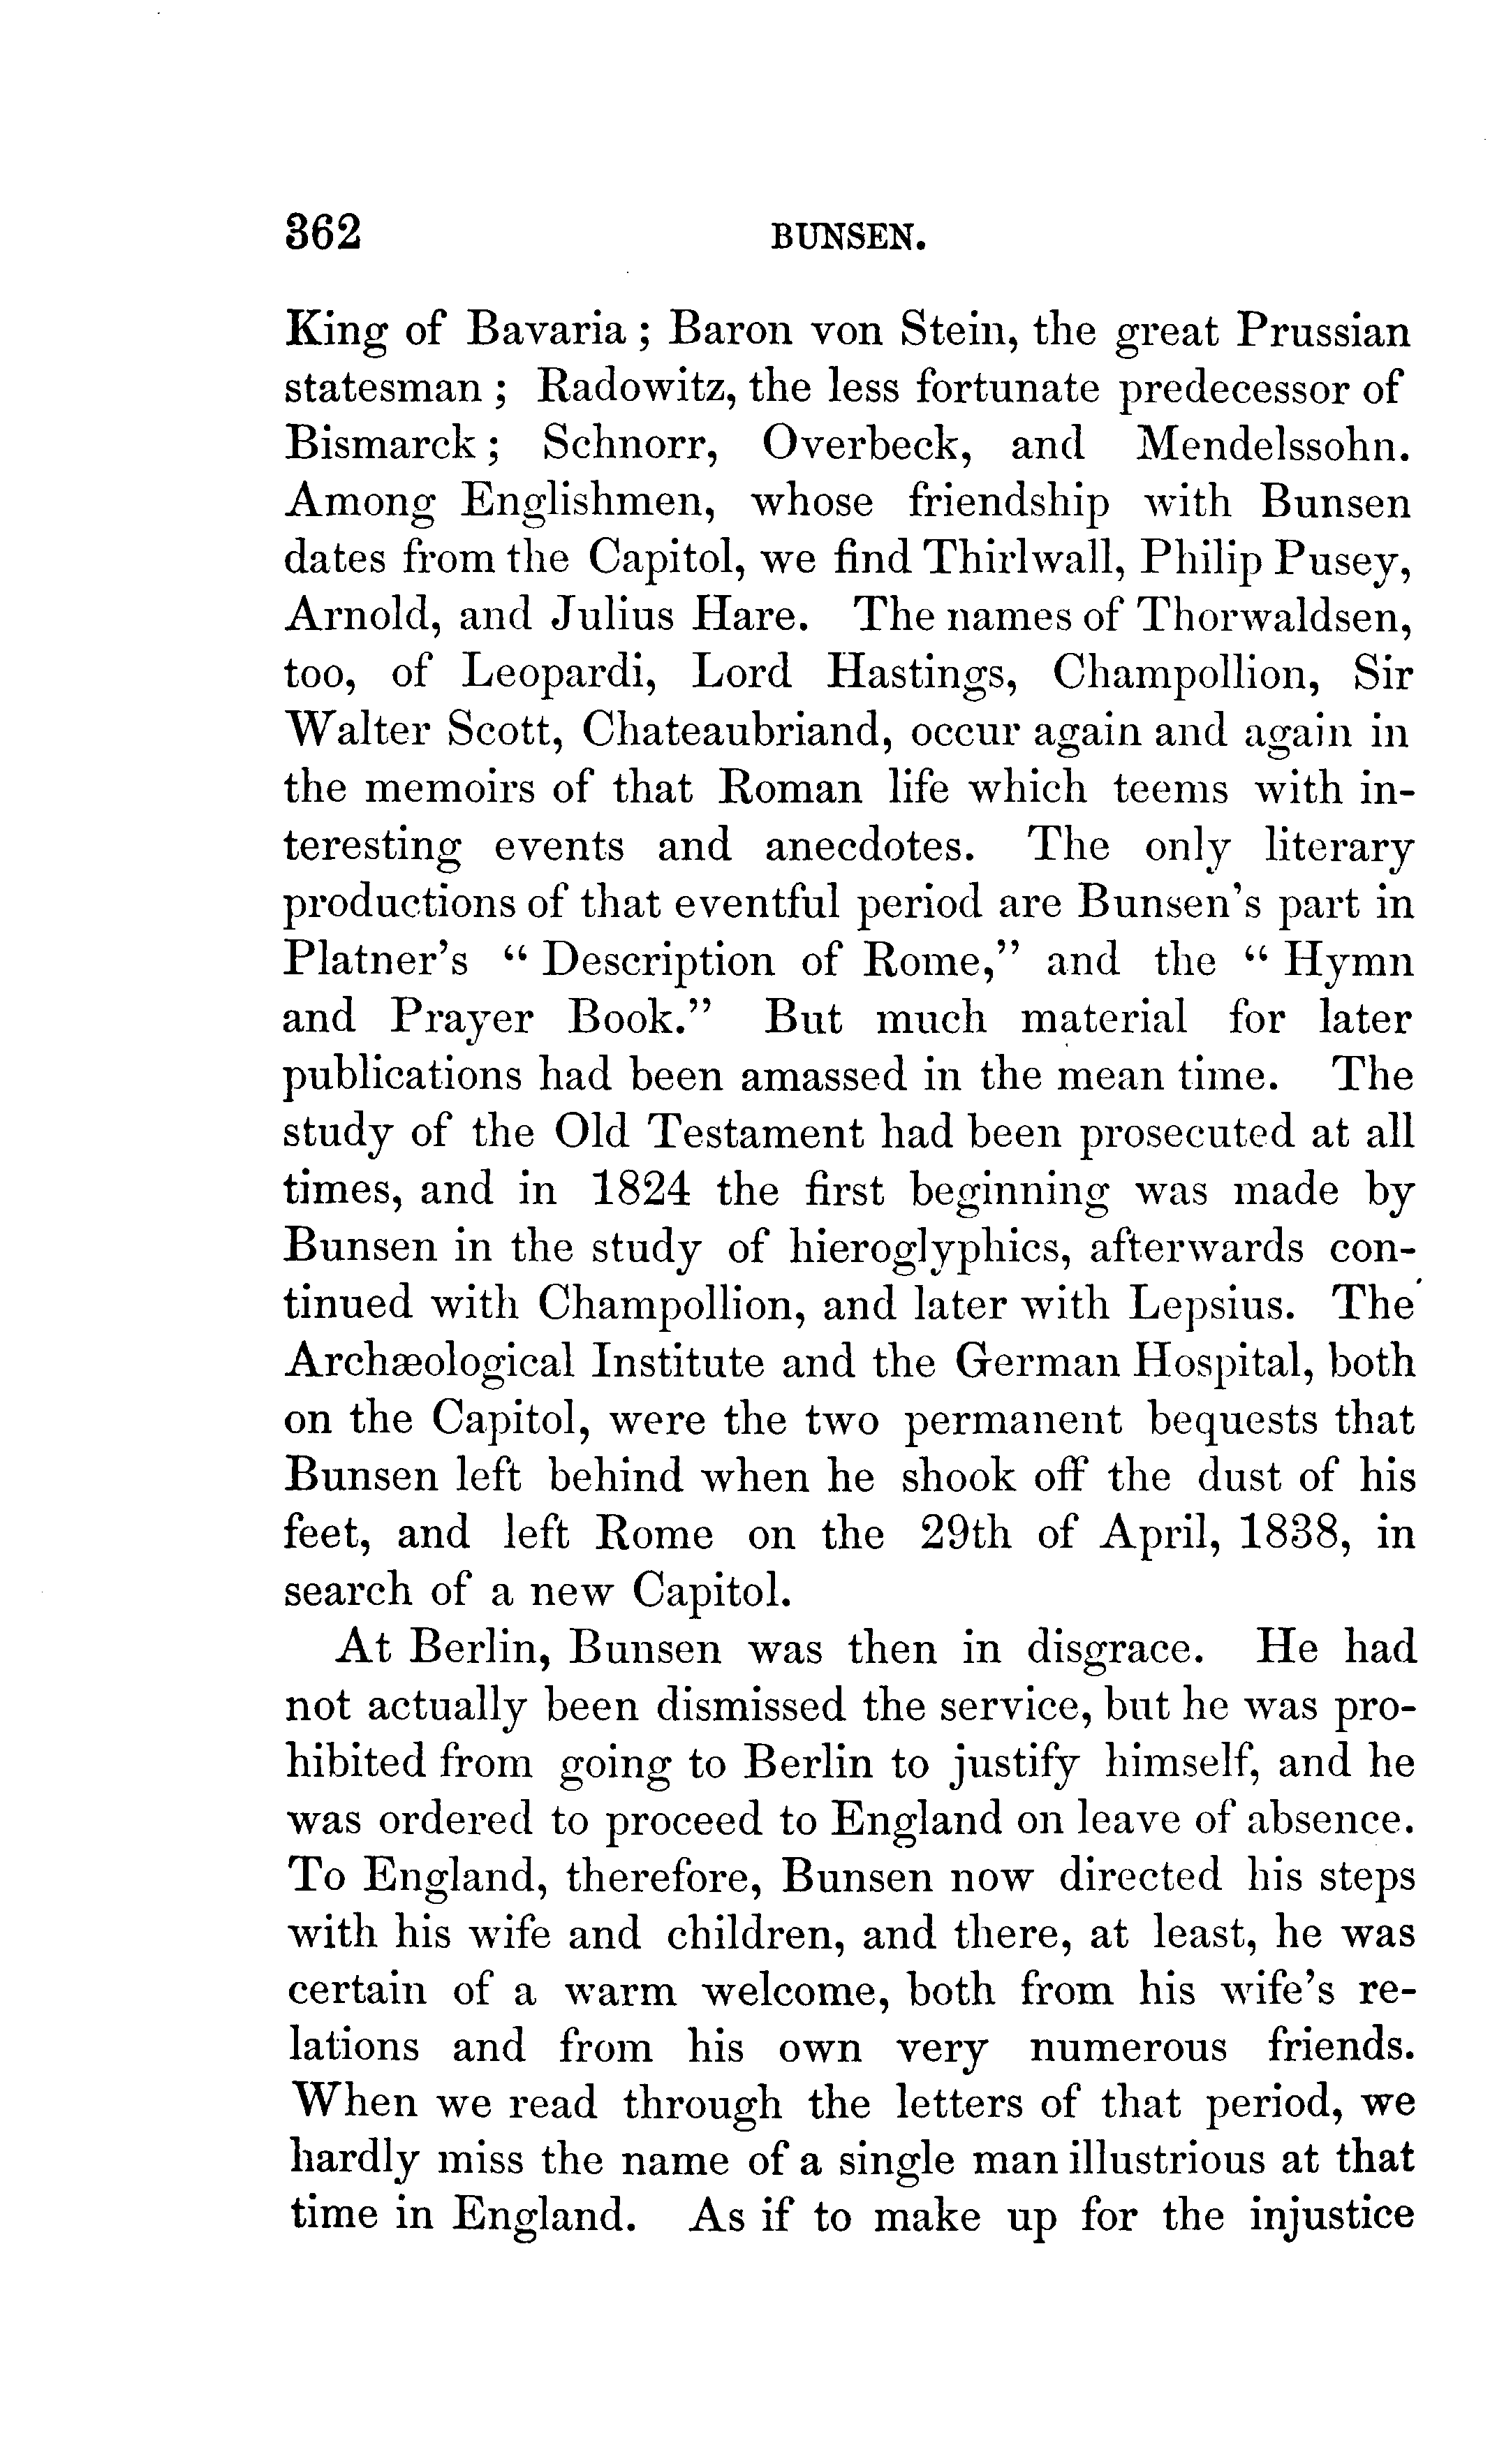 362 BUNSEN.
King of Bavaria ; Baron von Stein, the great Prussian
statesman ; Radowitz, the less fortunate predecessor of
Bismarck ; Schnorr, Overbeck, and Mendelssohn.
Among Englishmen, whose friendship with Bunsen
dates from the Capitol, we find Thirlwall, Philip Pusey,
Arnold, and Julius Hare. The names of Thorwaldsen,
too, of Leopardi, Lord Hastings, Champollion, Sir
Walter Scott, Chateaubriand, occur again and again in
the memoirs of that Roman life which teems with in-
teresting events and anecdotes. The only literary
productions of that eventful period are Bunsen's part in
Platner's “ Description of Rome,” and the “ Hymn
and Prayer Book.” But much material for later
publications had been amassed in the mean time. The
study of the Old Testament had been prosecuted at all
times, and in 1824 the first beginning was made by
Bunsen in the study of hieroglyphics, afterwards con-
tinued with Champollion, and later with Lepsius. The
Archæological Institute and the German Hospital, both
on the Capitol, were the two permanent bequests that
Bunsen left behind when he shook off the dust of his
feet, and left Rome on the 29th of April, 1838, in
search of a new Capitol.
At Berlin, Bunsen was then in disgrace. He had
not actually been dismissed the service, but he was pro-
hibited from going to Berlin to justify himself, and he
was ordered to proceed to England on leave of absence.
To England, therefore, Bunsen now directed his steps
with his wife and children, and there, at least, he was
certain of a warm welcome, both from his wife's re-
lations and from his own very numerous friends.
When we read through the letters of that period, we
hardly miss the name of a single man illustrious at that
time in England. As if to make up for the injustice